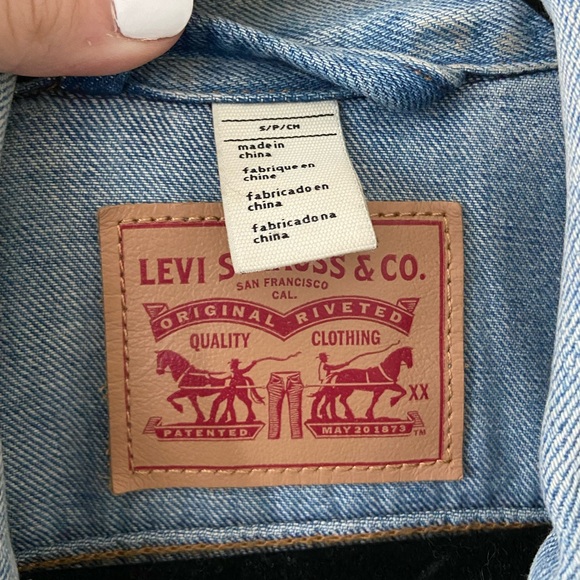 S/P/CH
made in
china
fabrique en
chine
fabricado en
china
fabricado na
china
LEVI S & CO.
SAN FRANCISCO
CAL.
ORIGINAL RIVETED
QUALITY CLOTHING
XX
PATENTED MAY 20 1873 ™